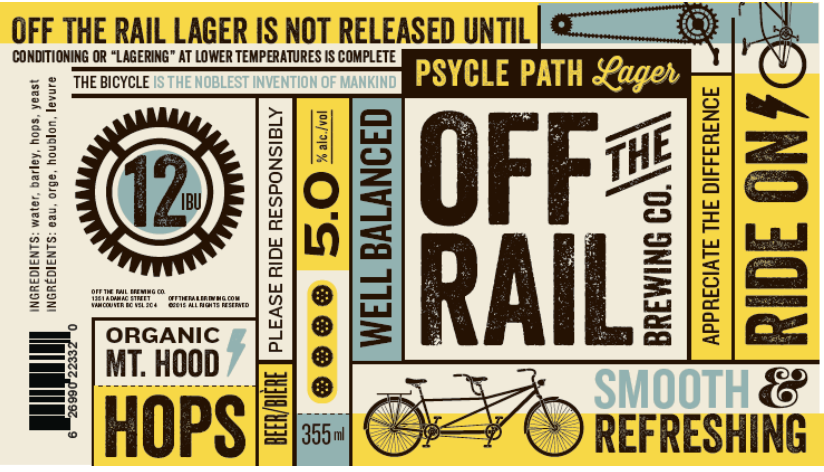 OFF THE RAIL LAGER IS NOT RELEASED UNTIL
CONDITIONING OR “LAGERING” AT LOWER TEMPERATURES IS COMPLETE
THE BICYCLE IS THE NOBLEST INVENTION OF MANKIND
PSYCLE PATH Lager
INGREDIENTS: water, barley, hops, yeast
INGRÉDIENTS: eau, orge, houblon, levure
12 IBU
OFF THE RAIL BREWING CO.
1351 ADANAC STREET
VANCOUVER BC V5L 2C4
OFFTHERAILBREWING.COM
©2015 ALL RIGHTS RESERVED
6 26990 22332 0
ORGANIC
MT. HOOD
HOPS
PLEASE RIDE RESPONSIBLY
BEER/BIÈRE
5.0 % alc./vol
355 ml
WELL BALANCED
OFF
THE
RAIL
BREWING CO.
APPRECIATE THE DIFFERENCE
RIDE ON
SMOOTH &
REFRESHING